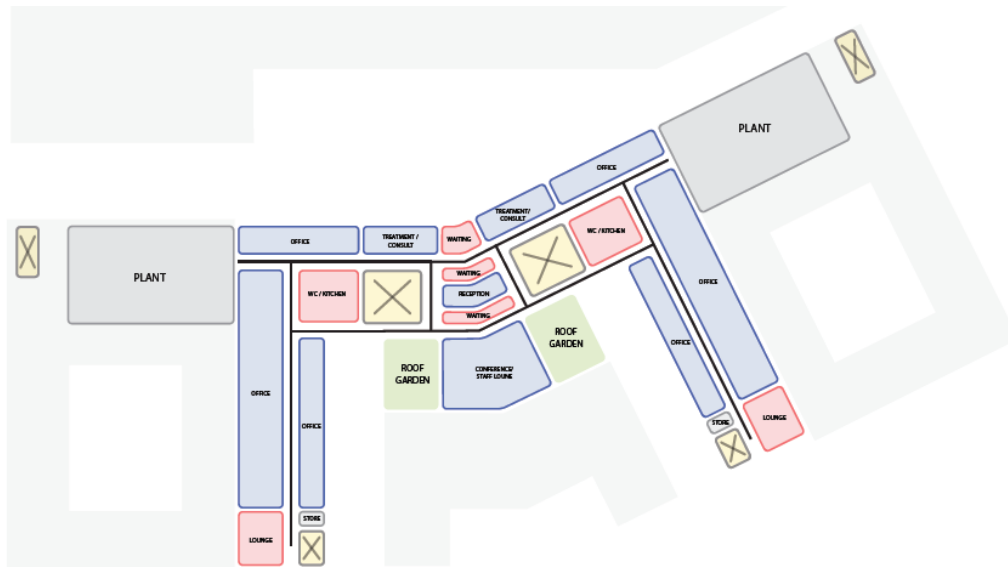 PLANT
OFFICE
TREATMENT/
CONSULT
OFFICE
TREATMENT /
CONSULT
WAITING
WC / KITCHEN
PLANT
WAITING
WC / KITCHEN
RECEPTION
OFFICE
WAITING
ROOF
GARDEN
OFFICE
ROOF
GARDEN
CONFERENCE/
STAFF LOUNE
OFFICE
OFFICE
LOUNGE
STORE
STORE
LOUNGE